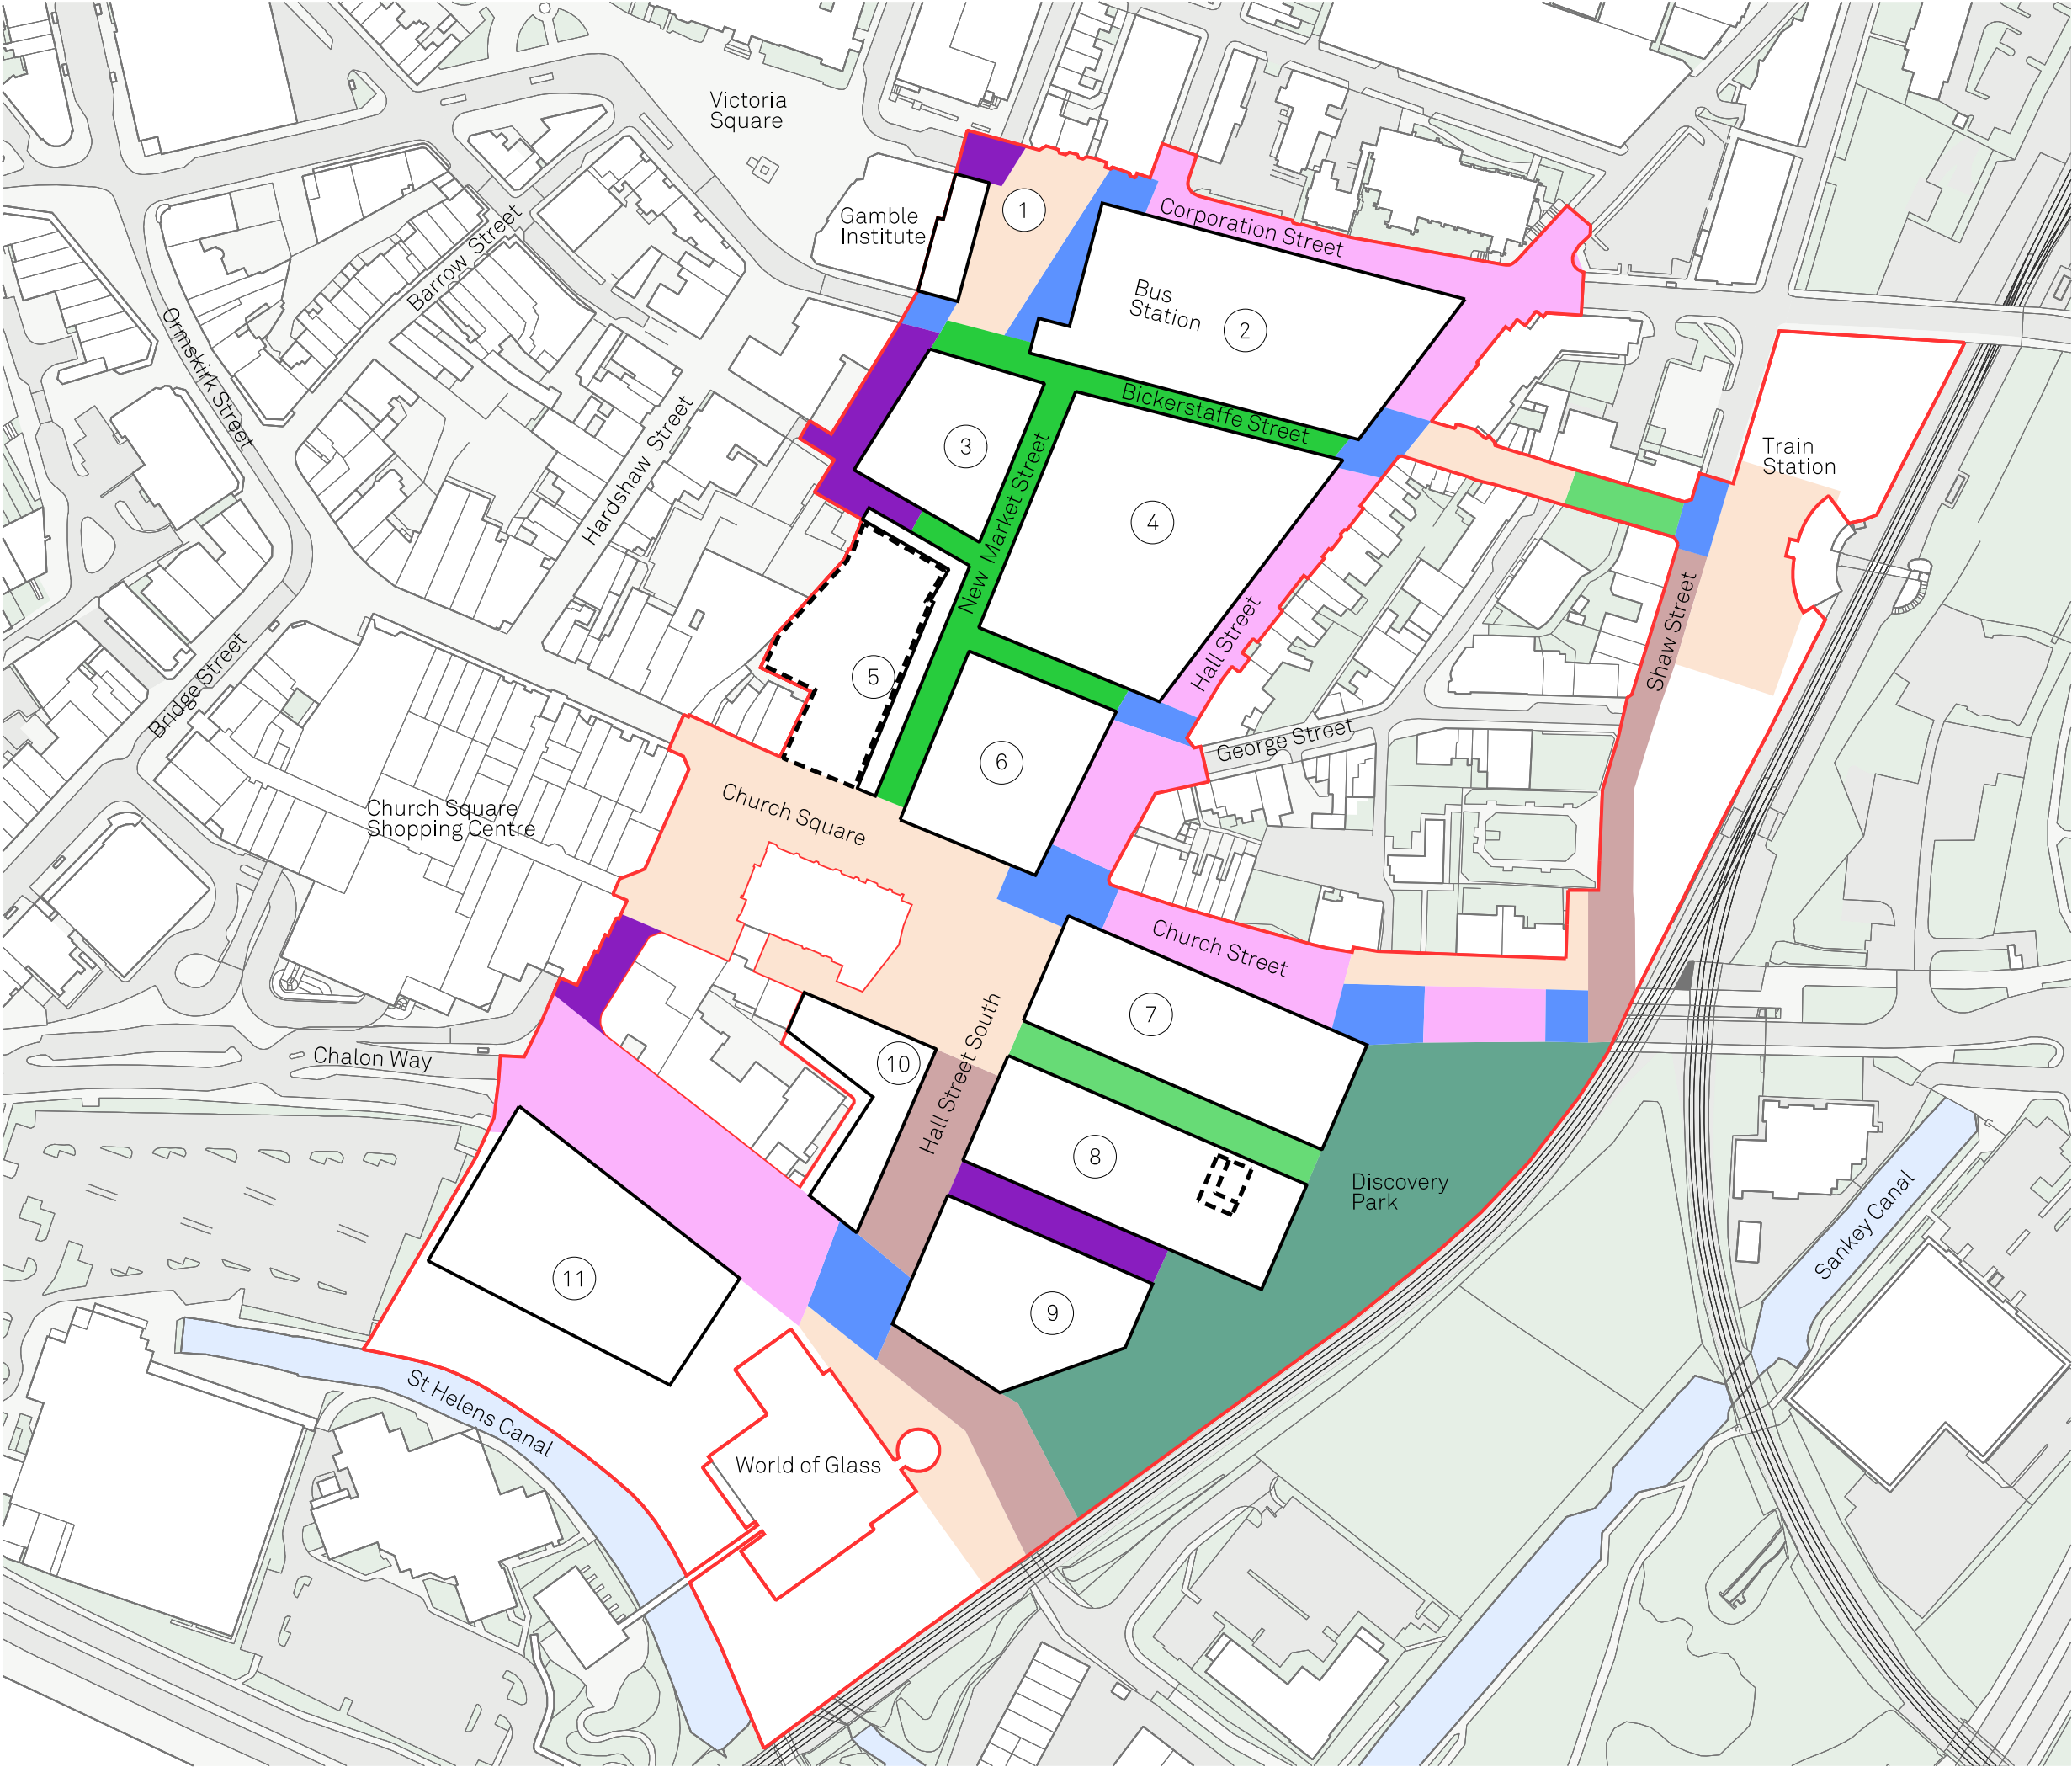 Victoria
Square
1
Gamble
Institute
Corporation Street
Barrow Street
Bus
Station
2
Ormskirk Street
Bickerstaffe Street
Hardshaw Street
3
New Market Street
Train
Station
4
Hall Street
Shaw Street
Bridge Street
5
George Street
6
Church Square
Church Square
Shopping Centre
Church Street
7
Hall Street South
Chalon Way
10
8
Discovery
Park
Sankey Canal
11
9
St Helens Canal
World of Glass